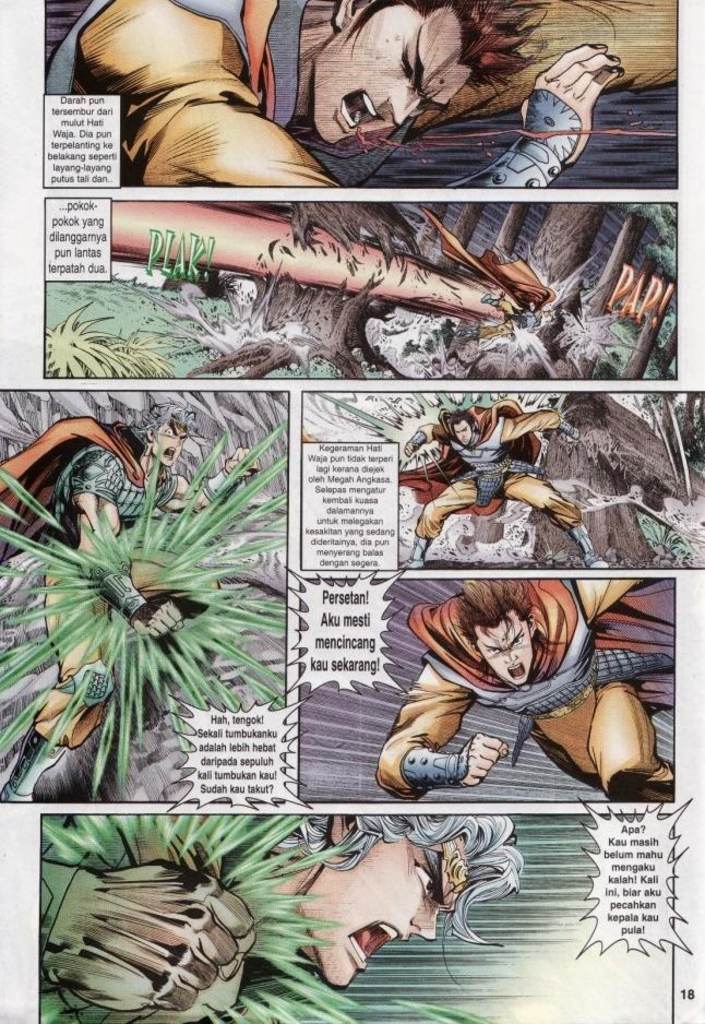 Darah pun
tersembur dari
mulut Hati
Waja. Dia pun
terpelanting ke
belakang seperti
layang-layang
putus tali dan..
...pokok-
pokok yang
dilanggarnya
pun lantas
terpatah dua.
PIAK!
PAP!
Hah, tengok!
Sekali tumbukanku
adalah lebih hebat
daripada sepuluh
kali tumbukan kau!
Sudah kau takut?
Kegeraman Hati
Waja pun tidak terperi
lagi kerana diejek
oleh Megah Angkasa.
Selepas mengatur
kembali kuasa
dalamannya
untuk melegakan
kesakitan yang sedang
dideritainya, dia pun
menyerang balas
dengan segera.
Persetan!
Aku mesti
mencincang
kau sekarang!
Apa?
Kau masih
belum mahu
mengaku
kalah! Kali
ini, biar aku
pecahkan
kepala kau
pula!
18